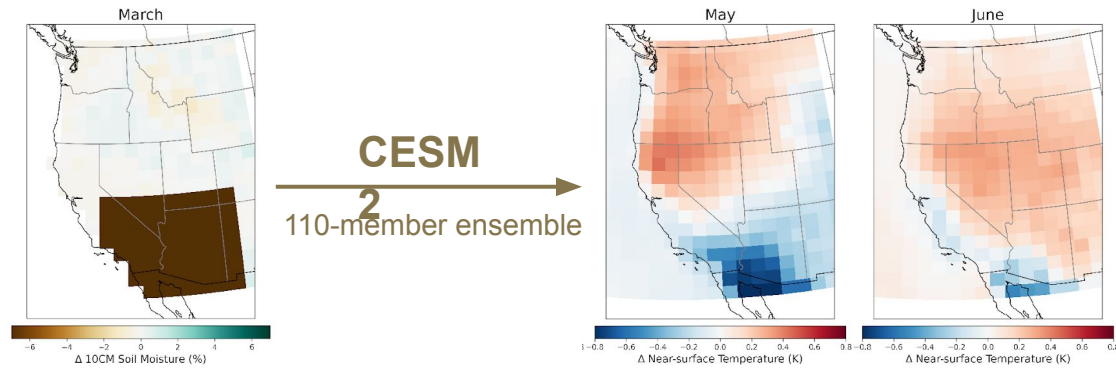 March
May
June
CESM
2
110-member ensemble
−6 −4 −2 0 2 4 6
Δ 10CM Soil Moisture (%)
−0.8 −0.6 −0.4 −0.2 0.0 0.2 0.4 0.6 0.8
Δ Near-surface Temperature (K)
−0.8 −0.6 −0.4 −0.2 0.0 0.2 0.4 0.6
Δ Near-surface Temperature (K)